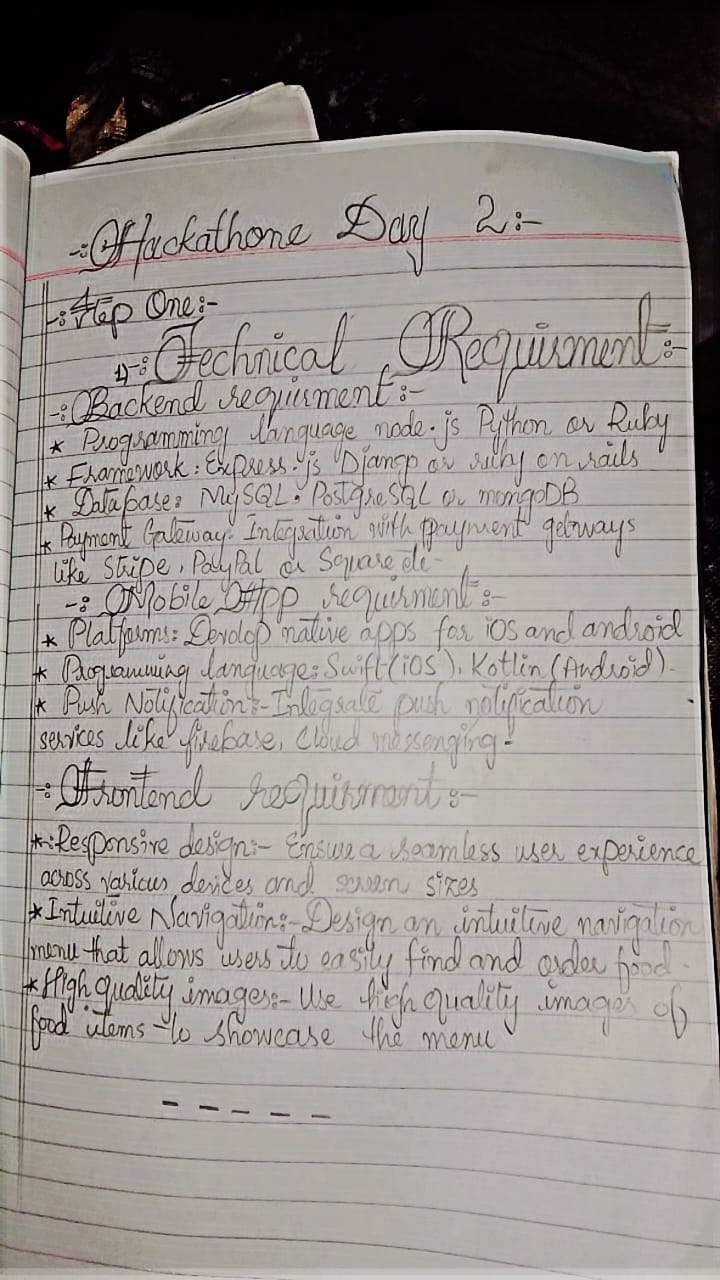 -:Hackathone Day 2:-
-:Step One:-
1)-:Technical Requirment:-
-:Backend requirment:-
* Programming language node.js Python or Ruby
* Framework: Express.js Django or ruby on rails
* Database: MySQL. PostgreSQL or mongoDB
* Payment Gateway: Integration with payment getways
like Stripe, PayPal or Square
-: Mobile App requirment:-
* Platforms: Devolop native apps for iOS and android
* Programming language: Swift (iOS), Kotlin (Android)-
* Push Notification:- Integrate push notification
services like firebase, Cloud messenging-
-: Frontend requirment:-
*-:Responsive design:- Ensure a seamless user experience
across various devices and screen sizes
* Intuitive Navigation:- Design an intuitive navigation
menu that allows users to easily find and order food-
* High quality images:- Use high quality images of
food items to showcase the menu
- - - - -